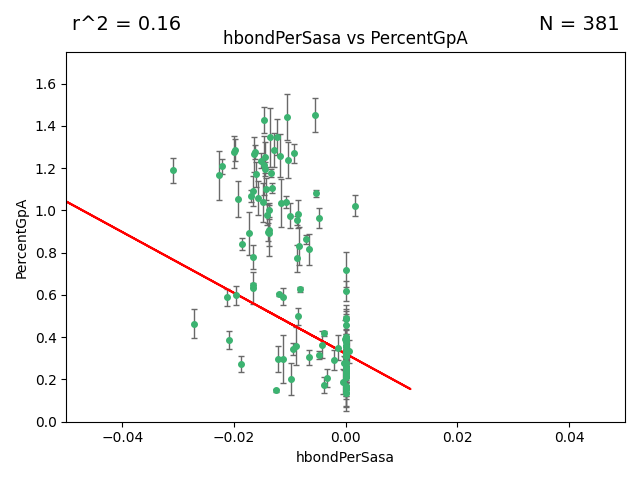 r^2 = 0.16
N = 381
hbondPerSasa vs PercentGpA
1.6
1.4
1.2
1.0
0.8
0.6
0.4
0.2
0.0
PercentGpA
−0.04
−0.02
0.00
0.02
0.04
hbondPerSasa